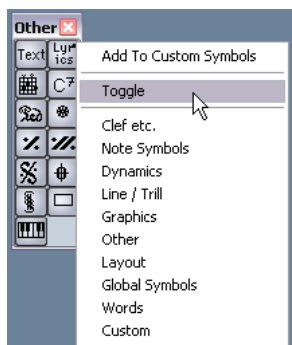 Other
Text Lyr ics
C7
Ped
Add To Custom Symbols
Toggle
Clef etc.
Note Symbols
Dynamics
Line / Trill
Graphics
Other
Layout
Global Symbols
Words
Custom